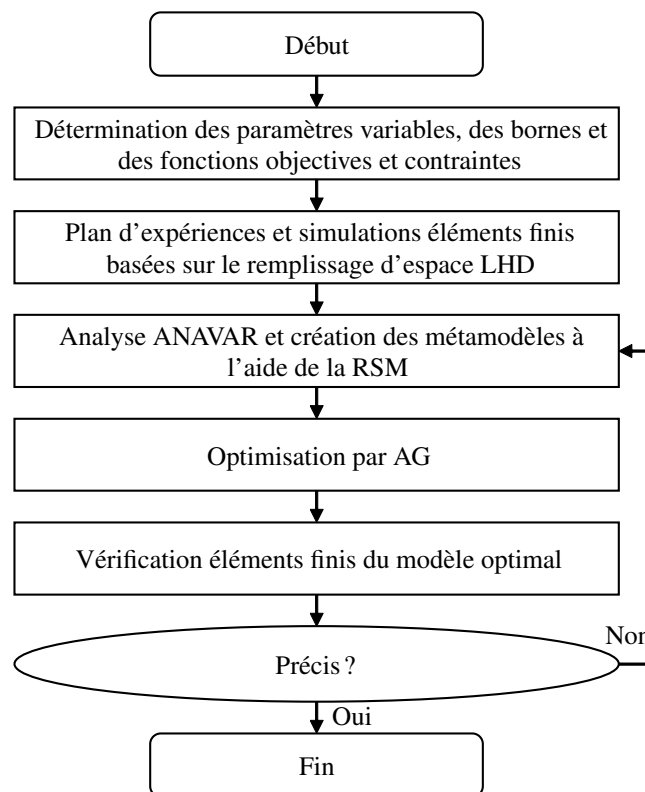 Début
Détermination des paramètres variables, des bornes et
des fonctions objectives et contraintes
Plan d'expériences et simulations éléments finis
basées sur le remplissage d'espace LHD
Analyse ANAVAR et création des métamodèles à
l'aide de la RSM
Optimisation par AG
Vérification éléments finis du modèle optimal
Non
Précis ?
Oui
Fin